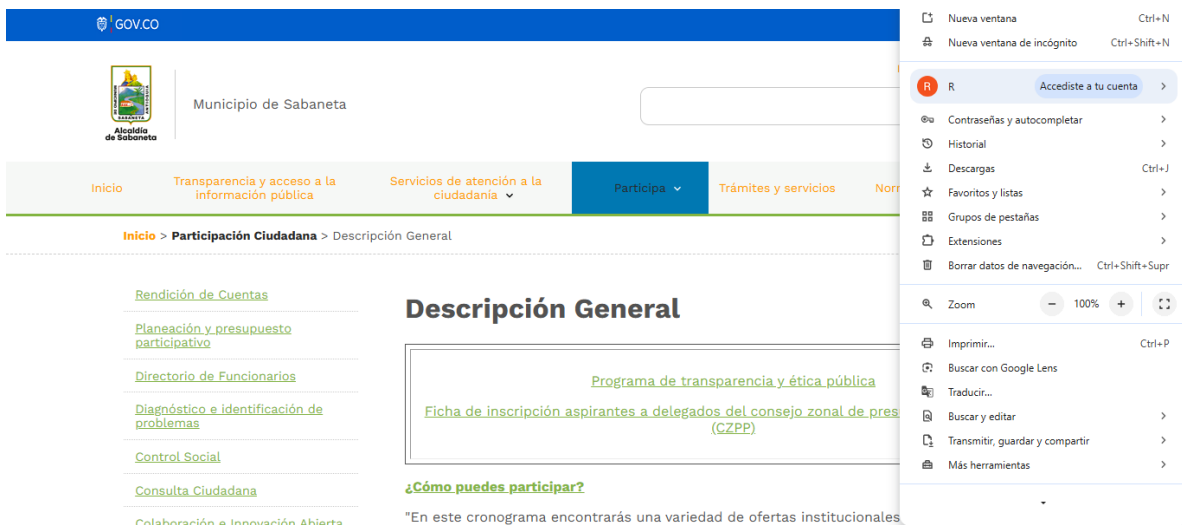 GOV.CO
Alcaldía
de Sabaneta
Municipio de Sabaneta
Inicio
Transparencia y acceso a la
información pública
Servicios de atención a la
ciudadanía
Participa
Trámites y servicios
Norr
Inicio > Participación Ciudadana > Descripción General
Rendición de Cuentas
Planeación y presupuesto
participativo
Directorio de Funcionarios
Diagnóstico e identificación de
problemas
Control Social
Consulta Ciudadana
Colaboración e Innovación Abierta
Descripción General
Programa de transparencia y ética pública
Ficha de inscripción aspirantes a delegados del consejo zonal de pres
(CZPP)
¿Cómo puedes participar?
"En este cronograma encontrarás una variedad de ofertas institucionales
Nueva ventana Ctrl+N
Nueva ventana de incógnito Ctrl+Shift+N
R R Accediste a tu cuenta
Contraseñas y autocompletar
Historial
Descargas Ctrl+J
Favoritos y listas
Grupos de pestañas
Extensiones
Borrar datos de navegación... Ctrl+Shift+Supr
Zoom − 100% +
Imprimir... Ctrl+P
Buscar con Google Lens
Traducir...
Buscar y editar
Transmitir, guardar y compartir
Más herramientas